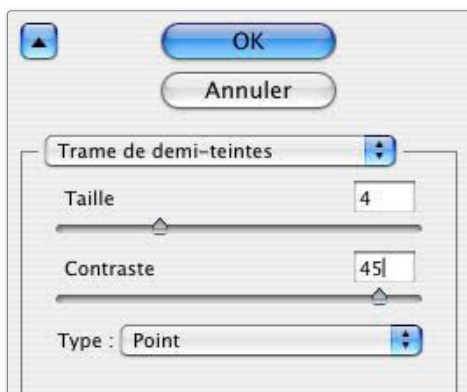 OK
Annuler
Trame de demi-teintes
Taille 4
Contraste 45
Type : Point